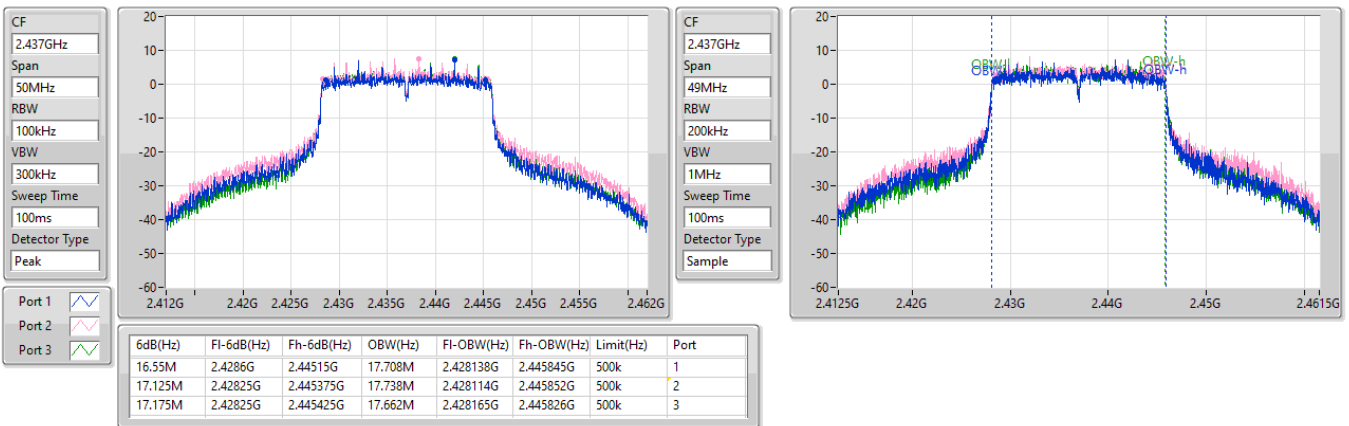 CF
2.437GHz
Span
50MHz
RBW
100kHz
VBW
300kHz
Sweep Time
100ms
Detector Type
Peak
20
10
0
-10
-20
-30
-40
-50
-60
2.412G 2.42G 2.425G 2.43G 2.435G 2.44G 2.445G 2.45G 2.455G 2.462G
CF
2.437GHz
Span
49MHz
RBW
200kHz
VBW
1MHz
Sweep Time
100ms
Detector Type
Sample
20
10
0
-10
-20
-30
-40
-50
-60
OBW-h
OBW-h
2.4125G 2.42G 2.43G 2.44G 2.45G 2.4615G
Port 1
Port 2
Port 3
6dB(Hz) Fl-6dB(Hz) Fh-6dB(Hz) OBW(Hz) Fl-OBW(Hz) Fh-OBW(Hz) Limit(Hz) Port
16.55M 2.4286G 2.44515G 17.708M 2.428138G 2.445845G 500k 1
17.125M 2.42825G 2.445375G 17.738M 2.428114G 2.445852G 500k 2
17.175M 2.42825G 2.445425G 17.662M 2.428165G 2.445826G 500k 3